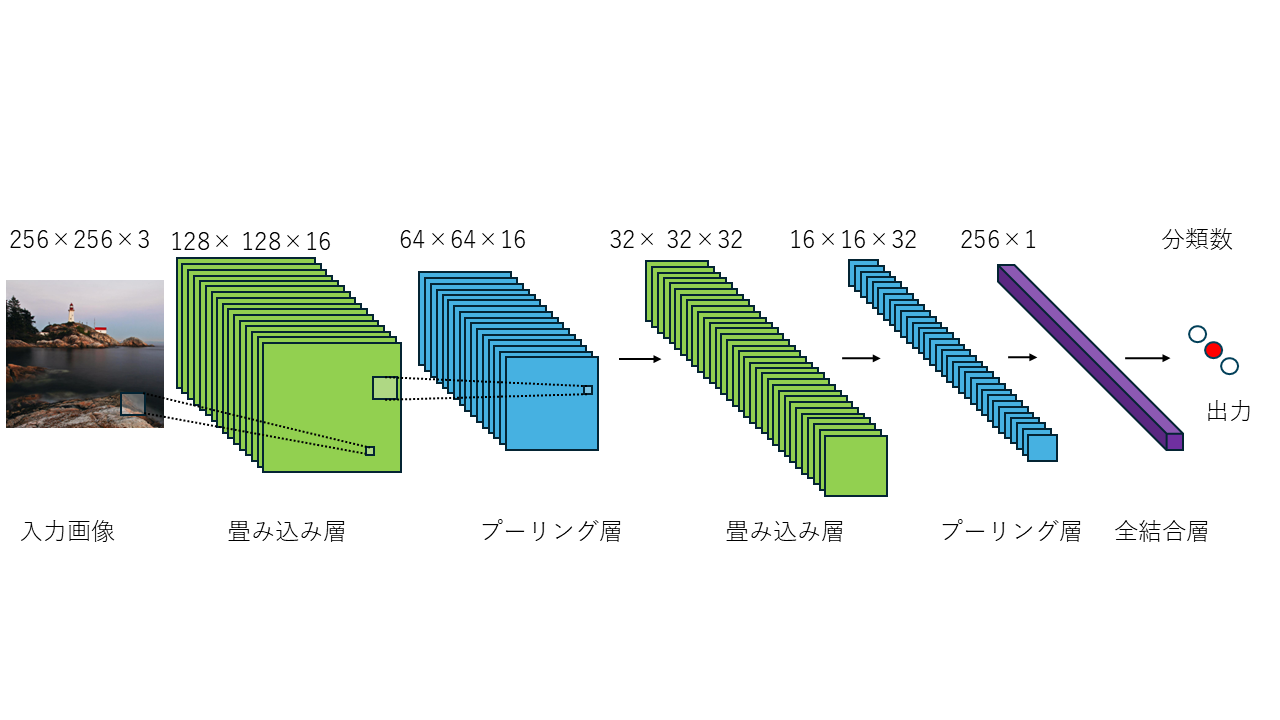 256×256×3
128× 128×16
64×64×16
32× 32×32
16×16×32
256×1
分類数
出力
入力画像
畳み込み層
プーリング層
畳み込み層
プーリング層
全結合層